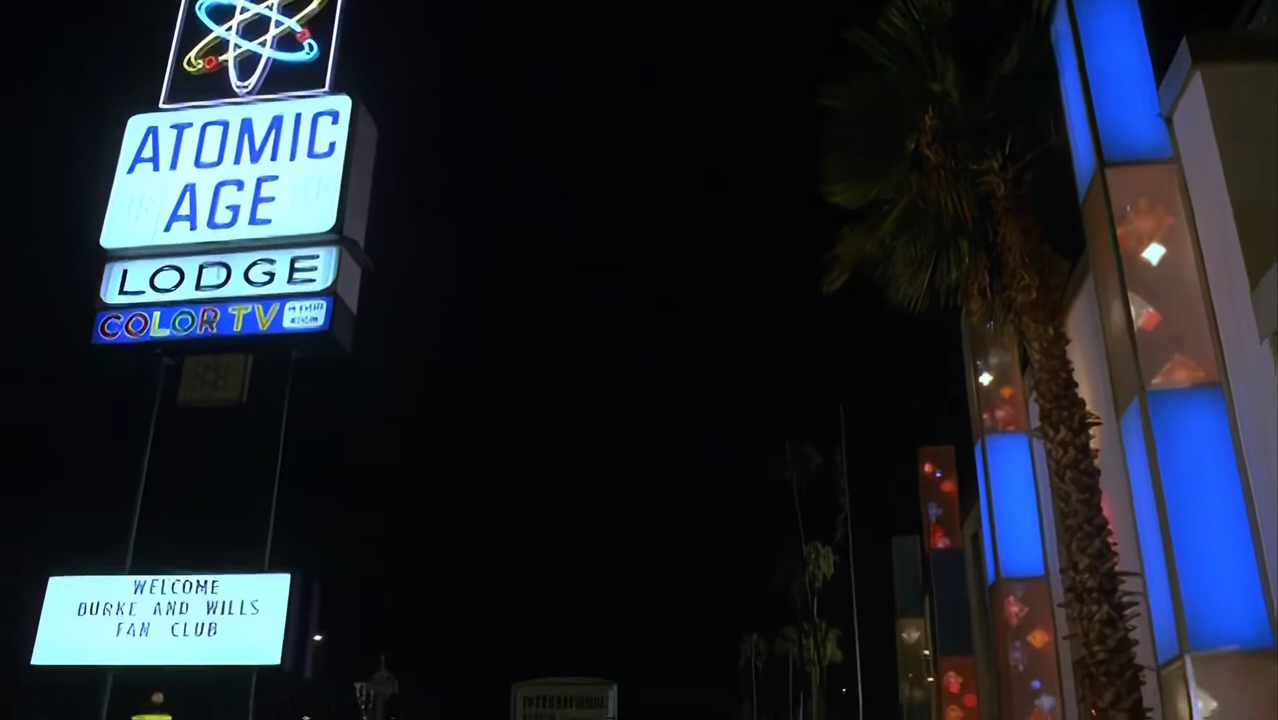 ATOMIC
AGE
LODGE
COLOR TV
WELCOME
BURKE AND WILLS
FAN CLUB